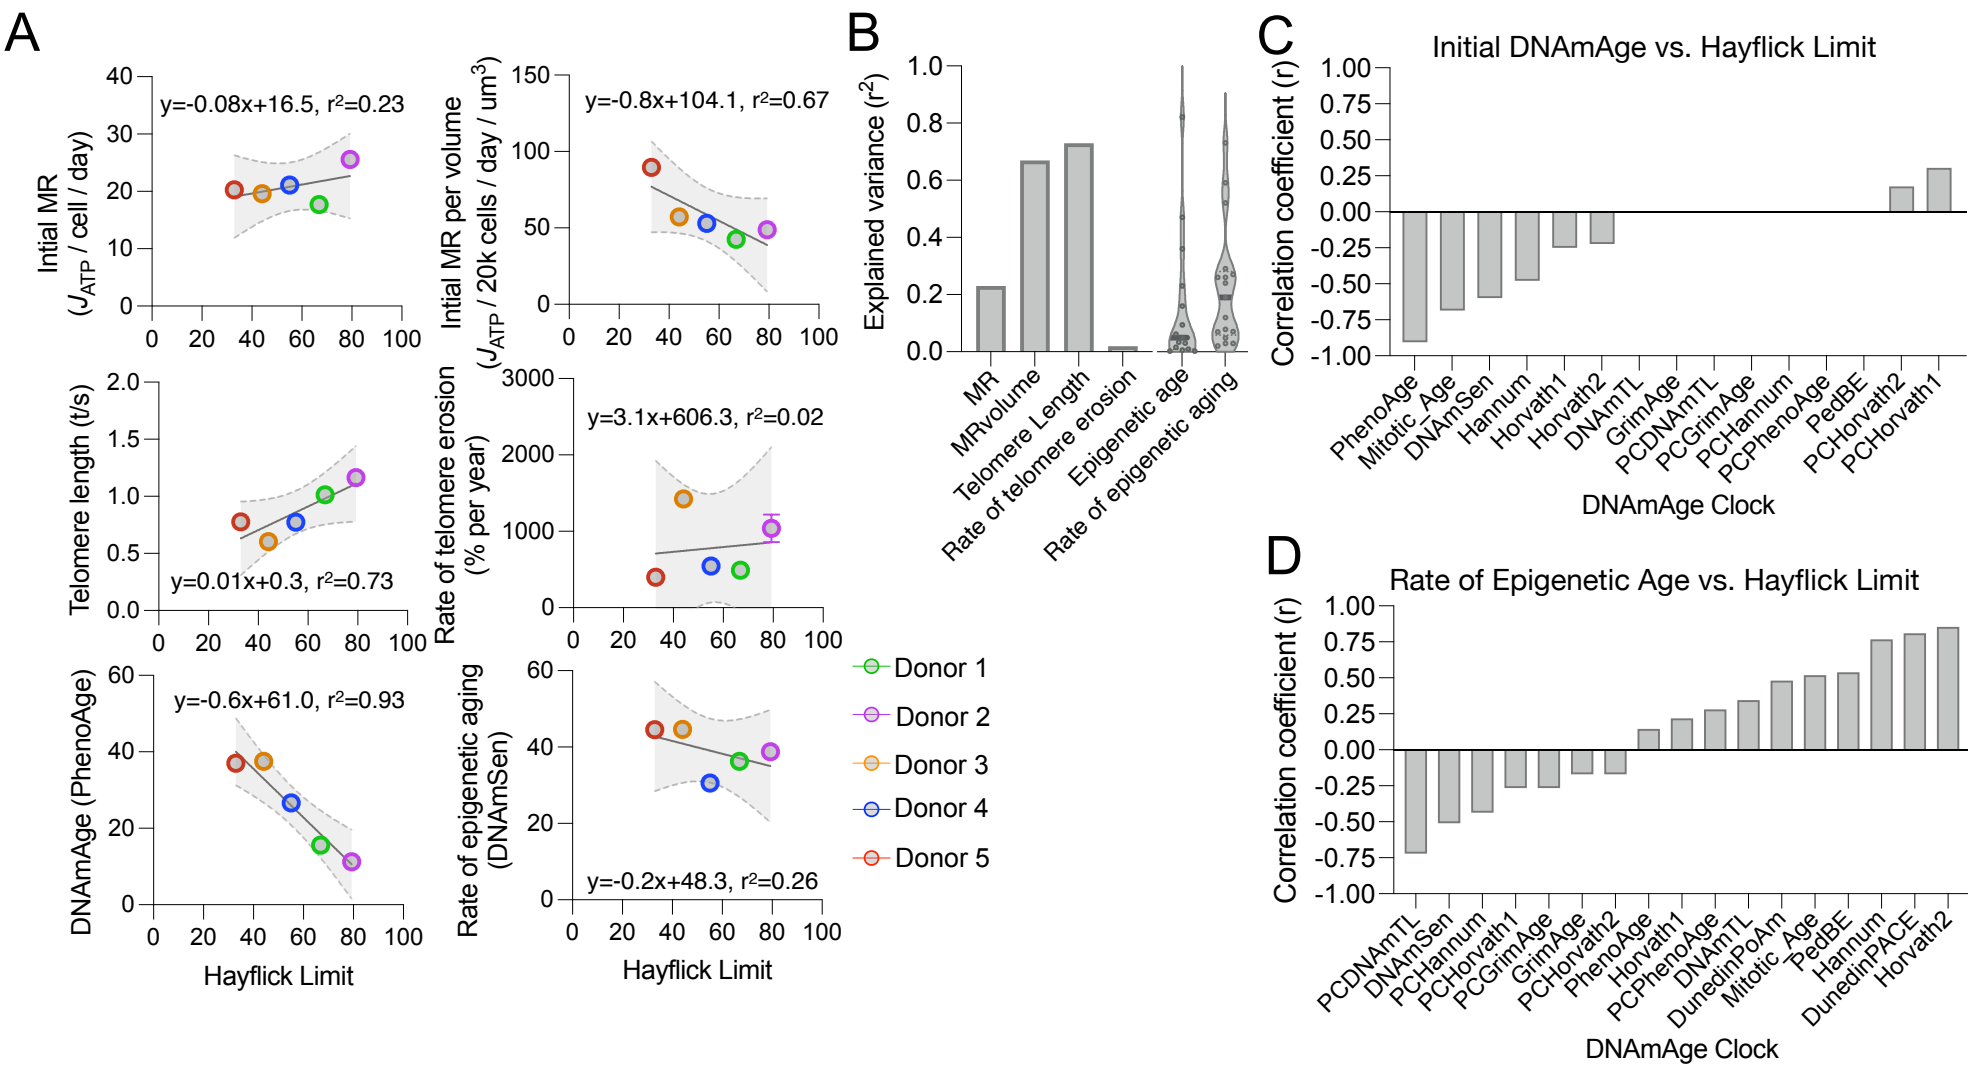 A
Initial MR
(JATP / cell / day)
40
30
20
10
0
y=-0.08x+16.5, r²=0.23
0 20 40 60 80 100
Intial MR per volume
(JATP / 20k cells / day / um³)
150
100
50
0
y=-0.8x+104.1, r²=0.67
0 20 40 60 80 100
Telomere length (t/s)
2.0
1.5
1.0
0.5
0.0
y=0.01x+0.3, r²=0.73
0 20 40 60 80 100
Rate of telomere erosion
(% per year)
3000
2000
1000
0
y=3.1x+606.3, r²=0.02
0 20 40 60 80 100
DNAmAge (PhenoAge)
60
40
20
0
y=-0.6x+61.0, r²=0.93
0 20 40 60 80 100
Hayflick Limit
Rate of epigenetic aging
(DNAmSen)
60
40
20
0
y=-0.2x+48.3, r²=0.26
0 20 40 60 80 100
Hayflick Limit
Donor 1
Donor 2
Donor 3
Donor 4
Donor 5
B
Explained variance (r²)
1.0
0.8
0.6
0.4
0.2
0.0
MR
MRvolume
Telomere Length
Rate of telomere erosion
Epigenetic age
Rate of epigenetic aging
C
Initial DNAmAge vs. Hayflick Limit
Correlation coefficient (r)
1.00
0.75
0.50
0.25
0.00
-0.25
-0.50
-0.75
-1.00
PhenoAge
Mitotic_Age
DNAmSen
Hannum
Horvath1
Horvath2
DNAmTL
GrimAge
PCDNAmTL
PCGrimAge
PCHannum
PCPhenoAge
PedBE
PCHorvath2
PCHorvath1
DNAmAge Clock
D
Rate of Epigenetic Age vs. Hayflick Limit
Correlation coefficient (r)
1.00
0.75
0.50
0.25
0.00
-0.25
-0.50
-0.75
-1.00
PCDNAmTL
DNAmSen
PCHannum
PCHorvath1
PCGrimAge
GrimAge
PCHorvath2
PhenoAge
Horvath1
PCPhenoAge
DNAmTL
DunedinPoAm
Mitotic_Age
PedBE
Hannum
DunedinPACE
Horvath2
DNAmAge Clock